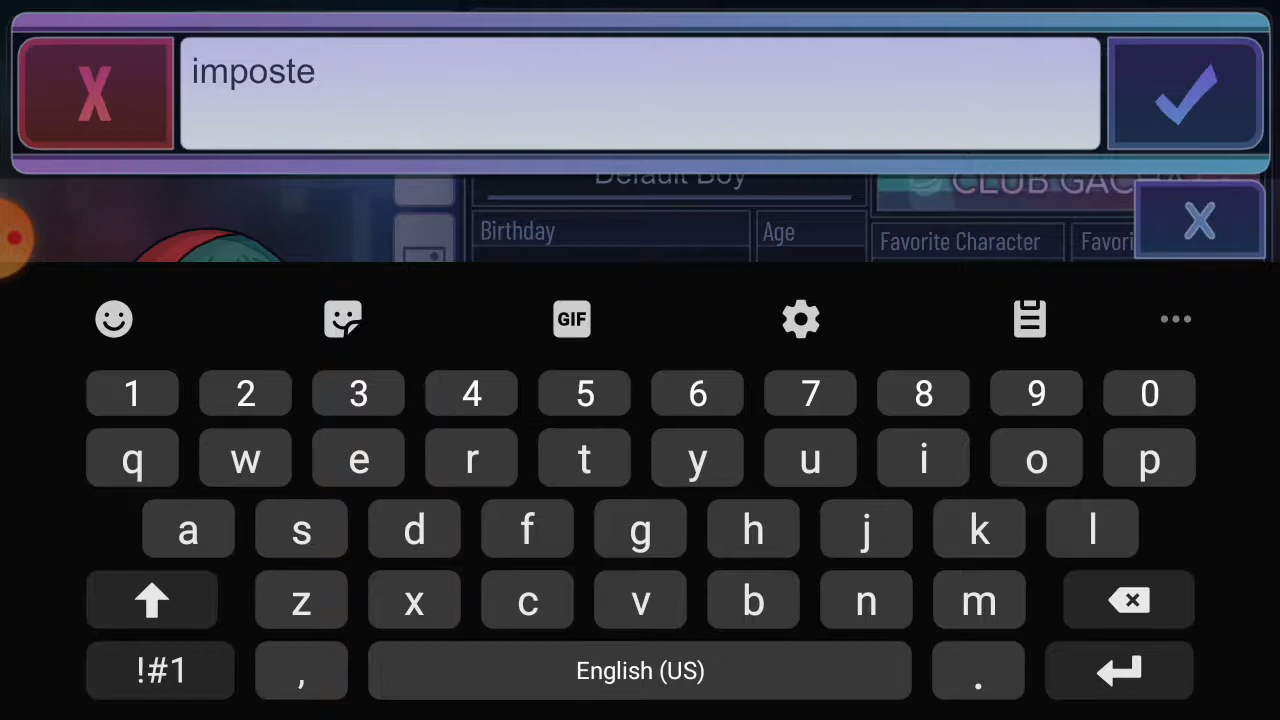 X
imposte
Default Boy
CLUB GACHA
Birthday
Age
Favorite Character
Favori
X
GIF
1 2 3 4 5 6 7 8 9 0
q w e r t y u i o p
a s d f g h j k l
z x c v b n m
!#1 , English (US) .